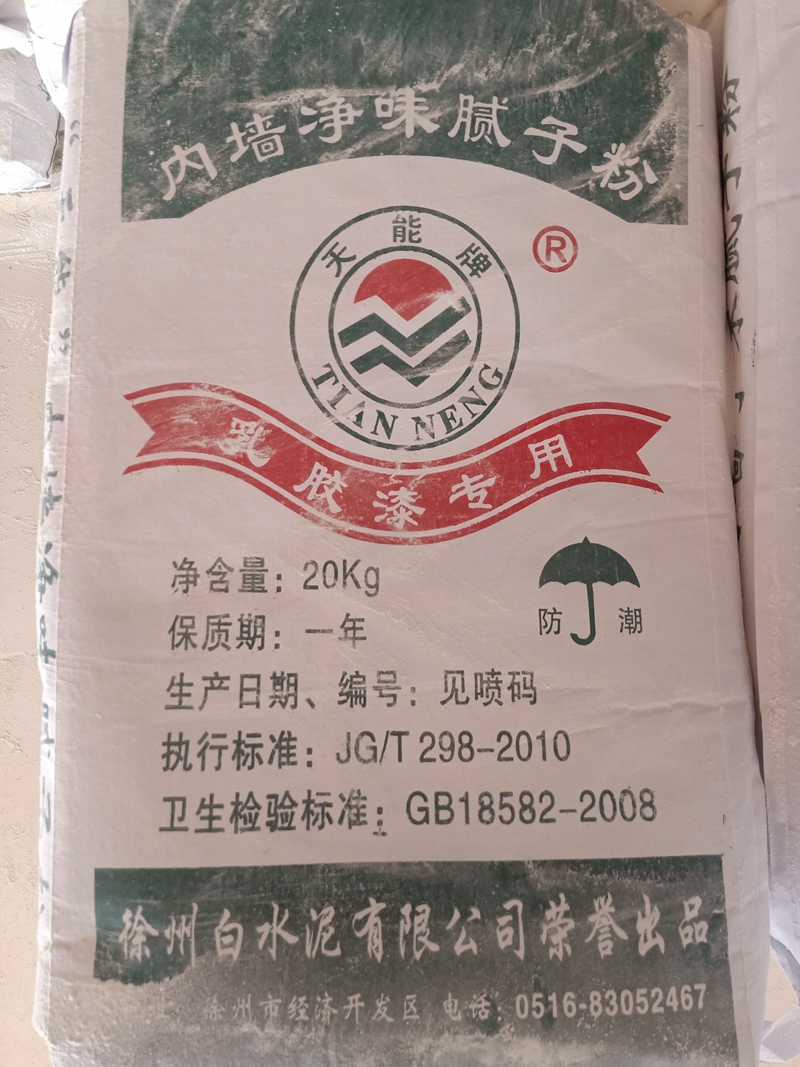 内墙净味腻子粉
天能牌
®
TIAN NENG
乳胶漆专用
净含量：20Kg
保质期：一年
防潮
生产日期、编号：见喷码
执行标准：JG/T 298-2010
卫生检验标准：GB18582-2008
徐州白水泥有限公司荣誉出品
址：徐州市经济开发区 电话：0516-83052467